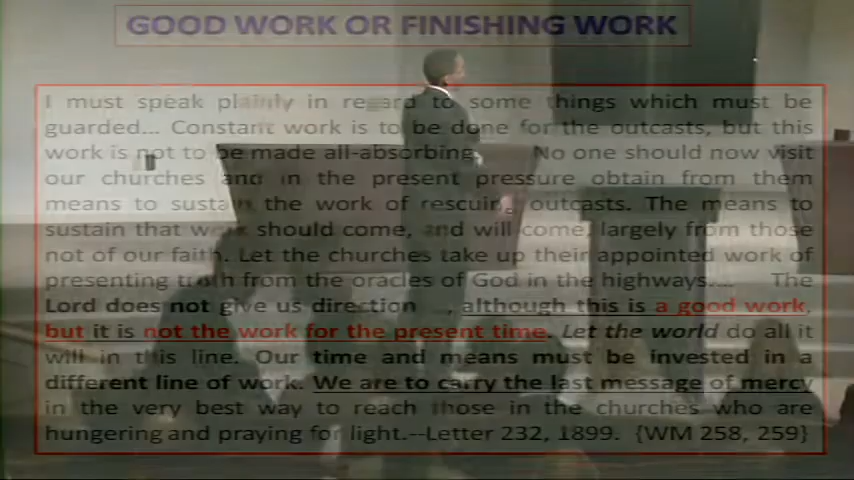 GOOD WORK OR FINISHING WORK
I must speak plainly in regard to some things which must be
guarded... Constant work is to be done for the outcasts, but this
work is not to be made all-absorbing. No one should now visit
our churches and in the present pressure obtain from them
means to sustain the work of rescuing outcasts. The means to
sustain that work should come, and will come, largely from those
not of our faith. Let the churches take up their appointed work of
presenting truth from the oracles of God in the highways... The
Lord does not give us direction ... although this is a good work,
but it is not the work for the present time. Let the world do all it
will in this line. Our time and means must be invested in a
different line of work. We are to carry the last message of mercy
in the very best way to reach those in the churches who are
hungering and praying for light.--Letter 232, 1899. {WM 258, 259}